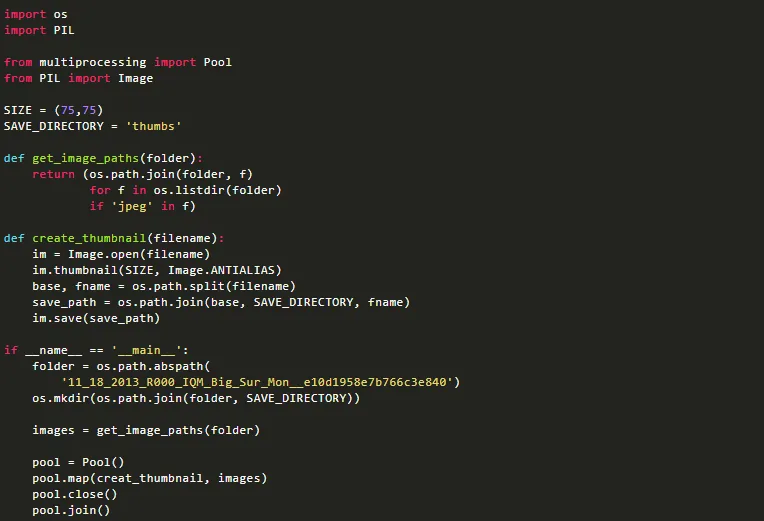 import os
import PIL

from multiprocessing import Pool
from PIL import Image

SIZE = (75,75)
SAVE_DIRECTORY = 'thumbs'

def get_image_paths(folder):
    return (os.path.join(folder, f)
            for f in os.listdir(folder)
            if 'jpeg' in f)

def create_thumbnail(filename):
    im = Image.open(filename)
    im.thumbnail(SIZE, Image.ANTIALIAS)
    base, fname = os.path.split(filename)
    save_path = os.path.join(base, SAVE_DIRECTORY, fname)
    im.save(save_path)

if __name__ == '__main__':
    folder = os.path.abspath(
        '11_18_2013_R000_IQM_Big_Sur_Mon__e10d1958e7b766c3e840')
    os.mkdir(os.path.join(folder, SAVE_DIRECTORY))

    images = get_image_paths(folder)

    pool = Pool()
    pool.map(creat_thumbnail, images)
    pool.close()
    pool.join()